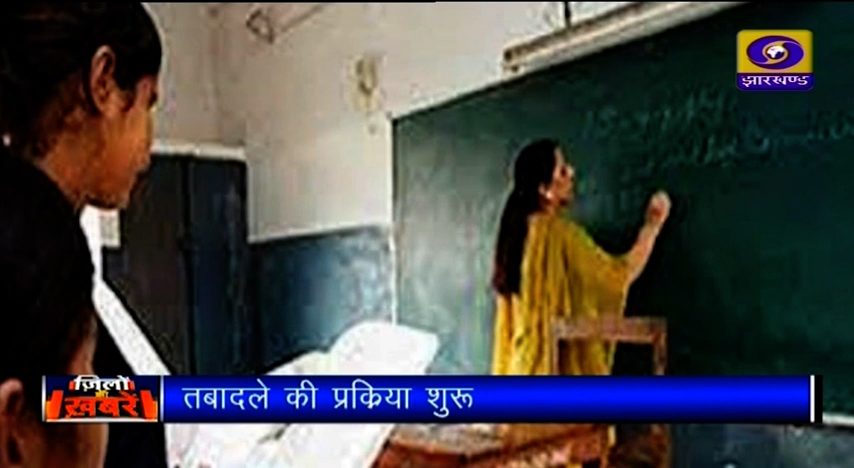 झारखण्ड
ज़िलों
की
ख़बरें
तबादले की प्रक्रिया शुरू